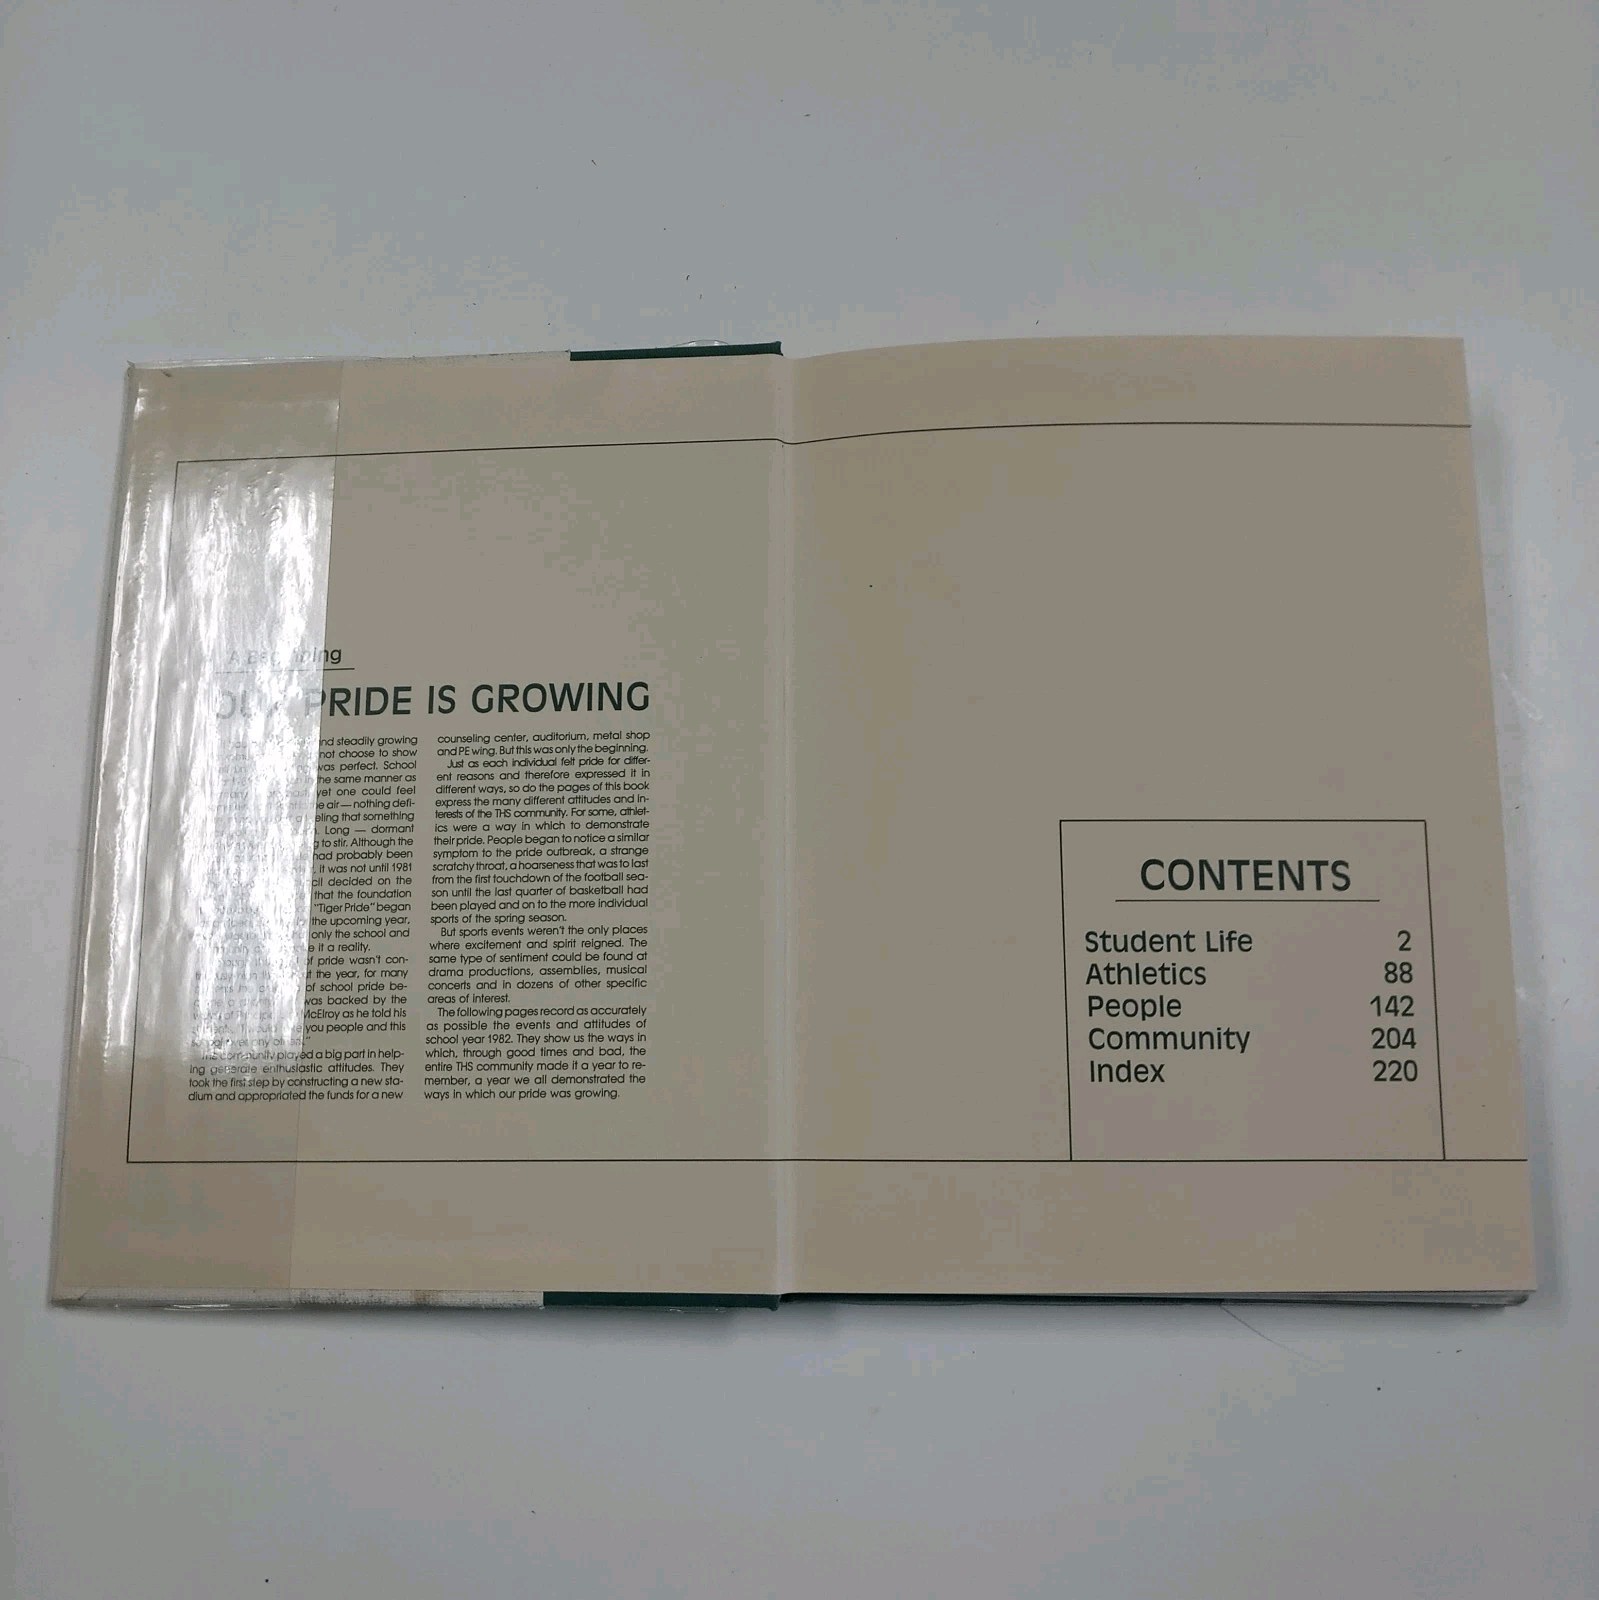 A Beginning
OUR PRIDE IS GROWING
and steadily growing
not choose to show
was perfect. School
the same manner as
yet one could feel
the air — nothing defi-
feeling that something
Long — dormant
to stir. Although the
had probably been
it was not until 1981
decided on the
that the foundation
"Tiger Pride" began
the upcoming year,
only the school and
it a reality.
of pride wasn't con-
the year, for many
of school pride be-
was backed by the
McElroy as he told his
you people and this
The community played a big part in help-
ing generate enthusiastic attitudes. They
took the first step by constructing a new sta-
dium and appropriated the funds for a new
counseling center, auditorium, metal shop
and PE wing. But this was only the beginning.
Just as each individual felt pride for differ-
ent reasons and therefore expressed it in
different ways, so do the pages of this book
express the many different attitudes and in-
terests of the THS community. For some, athlet-
ics were a way in which to demonstrate
their pride. People began to notice a similar
symptom to the pride outbreak, a strange
scratchy throat, a hoarseness that was to last
from the first touchdown of the football sea-
son until the last quarter of basketball had
been played and on to the more individual
sports of the spring season.
But sports events weren't the only places
where excitement and spirit reigned. The
same type of sentiment could be found at
drama productions, assemblies, musical
concerts and in dozens of other specific
areas of interest.
The following pages record as accurately
as possible the events and attitudes of
school year 1982. They show us the ways in
which, through good times and bad, the
entire THS community made it a year to re-
member, a year we all demonstrated the
ways in which our pride was growing.
CONTENTS
Student Life 2
Athletics 88
People 142
Community 204
Index 220